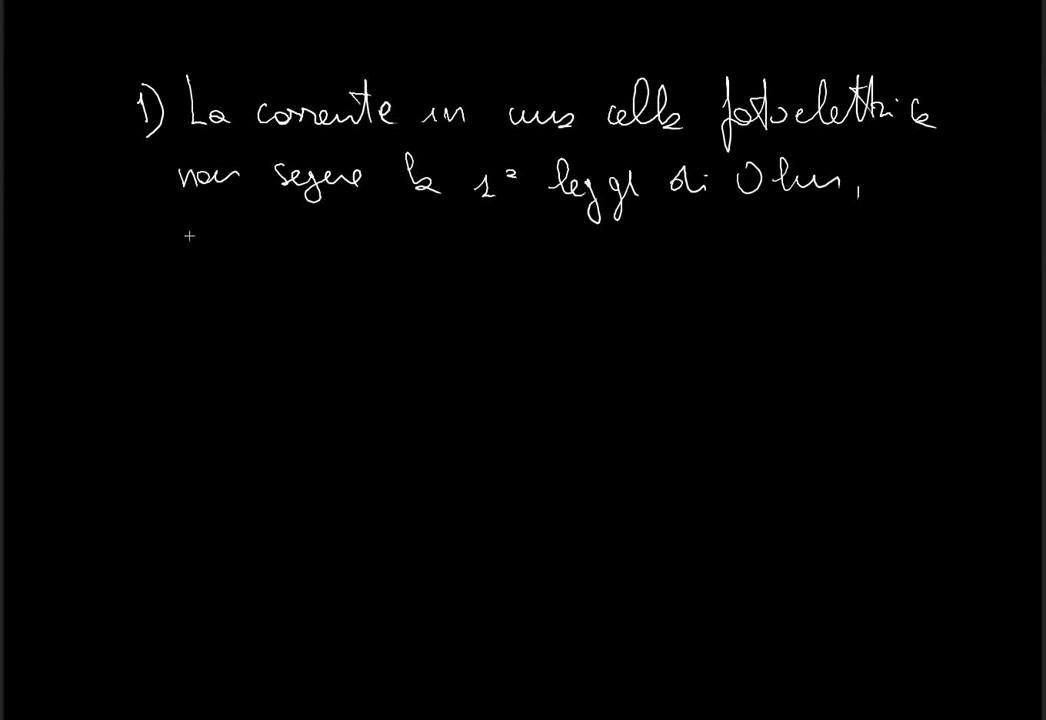 1) La corrente in una cella fotoelettrica
non segue la 1ª legge di Ohm,